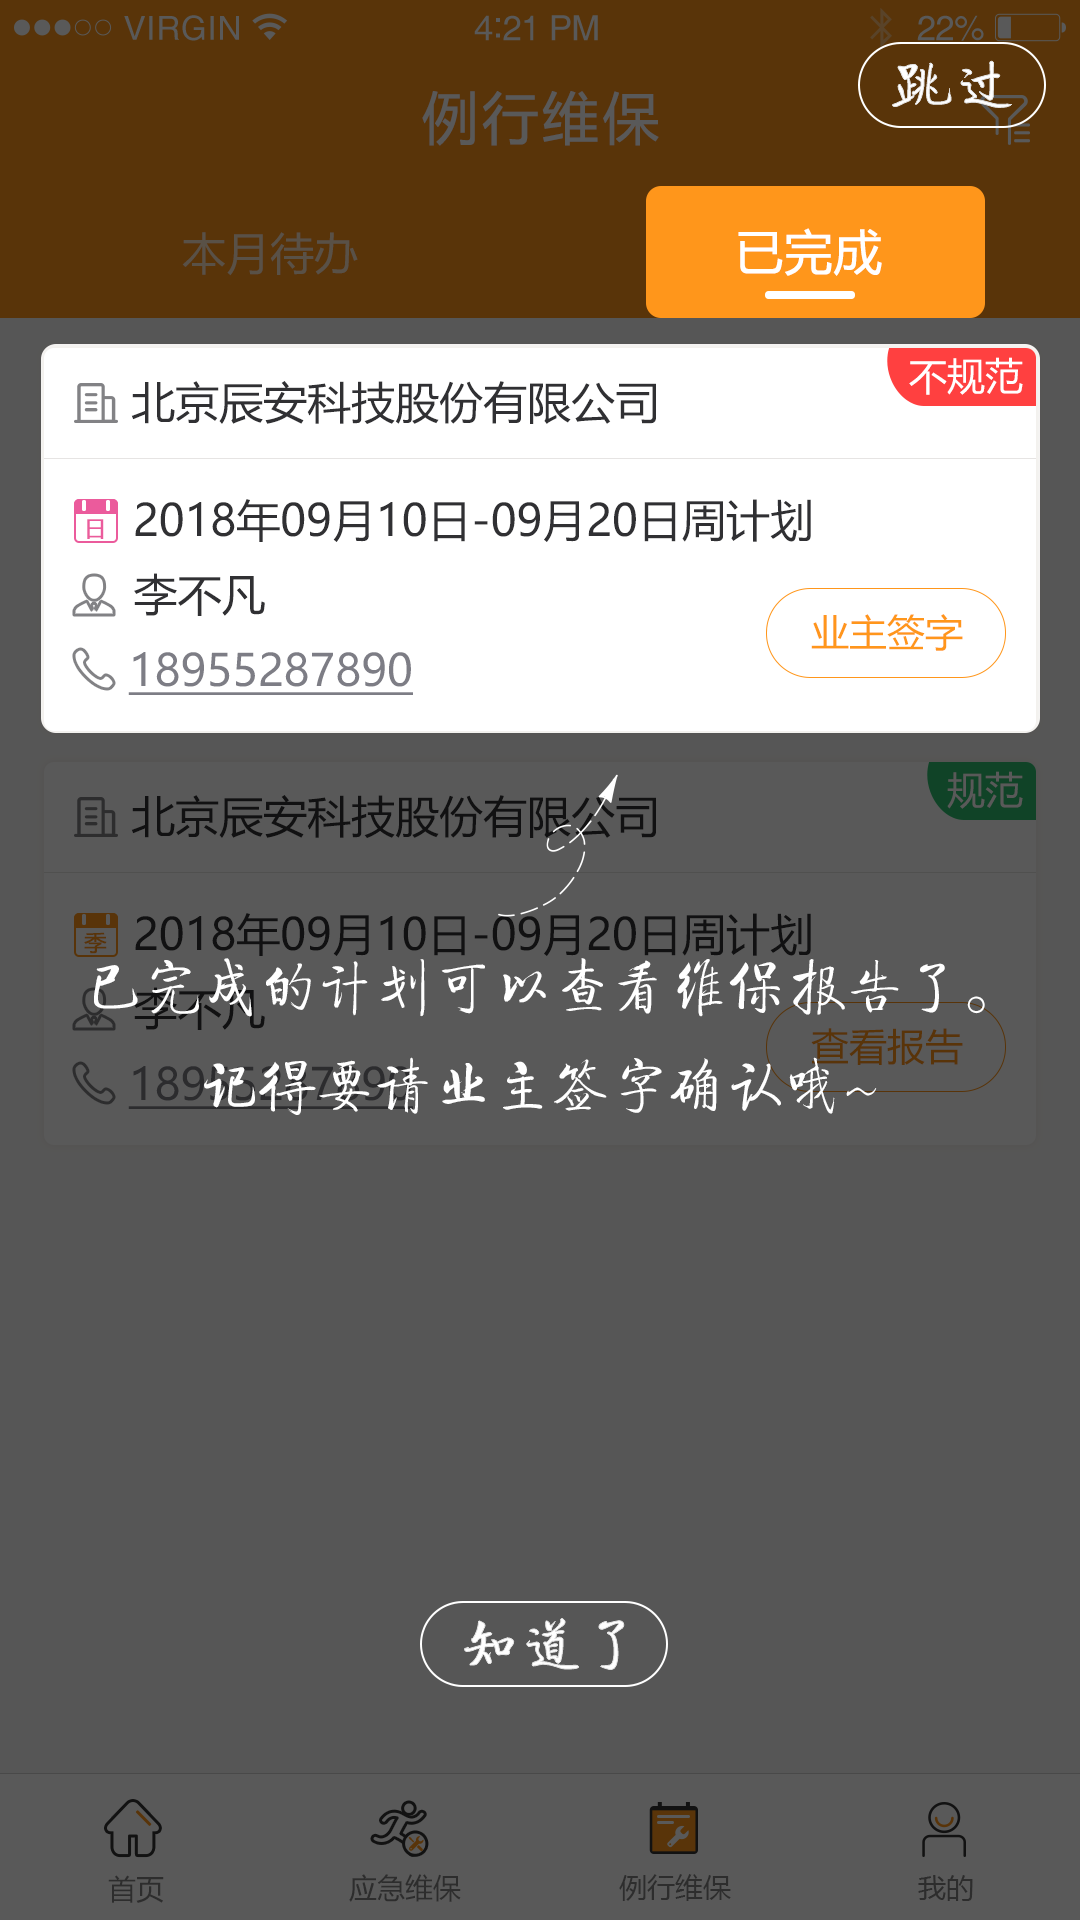 VIRGIN 4:21 PM 22%
跳过
例行维保
本月待办 已完成
北京辰安科技股份有限公司 不规范
日 2018年09月10日-09月20日周计划
李不凡
业主签字
18955287890
北京辰安科技股份有限公司 规范
季 2018年09月10日-09月20日周计划
已完成的计划可以查看维保报告了。
李不凡
查看报告
18955287890
记得要请业主签字确认哦~
知道了
首页 应急维保 例行维保 我的